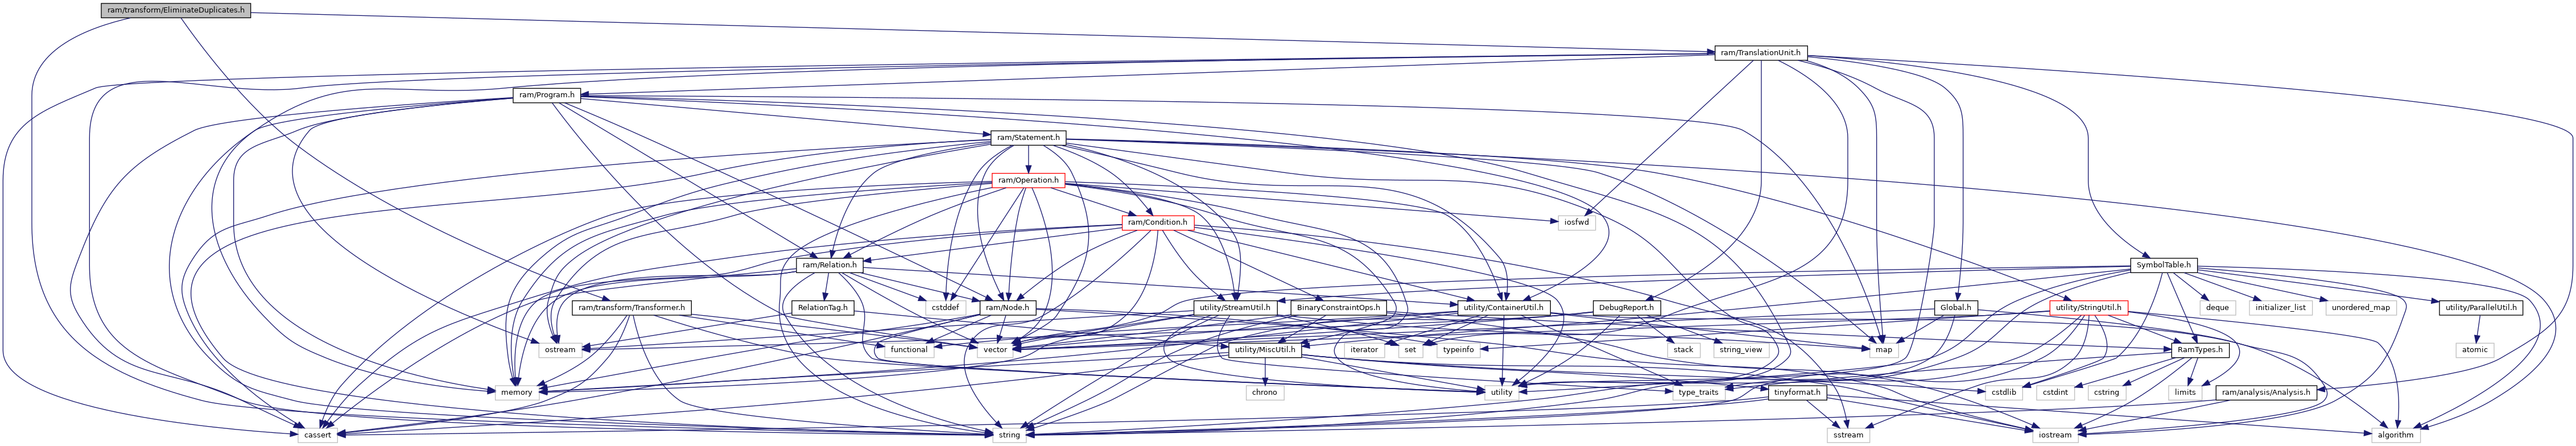 ram/transform/EliminateDuplicates.h
ram/TranslationUnit.h
ram/Program.h
ram/Statement.h
ram/Operation.h
ram/Condition.h
iosfwd
ram/Relation.h
SymbolTable.h
ram/transform/Transformer.h
RelationTag.h
cstddef
ram/Node.h
utility/StreamUtil.h
BinaryConstraintOps.h
utility/ContainerUtil.h
DebugReport.h
Global.h
utility/StringUtil.h
deque
initializer_list
unordered_map
utility/ParallelUtil.h
ostream
functional
vector
utility/MiscUtil.h
iterator
set
typeinfo
stack
string_view
map
RamTypes.h
atomic
memory
chrono
utility
type_traits
tinyformat.h
cstdlib
cstdint
cstring
limits
ram/analysis/Analysis.h
cassert
string
sstream
iostream
algorithm